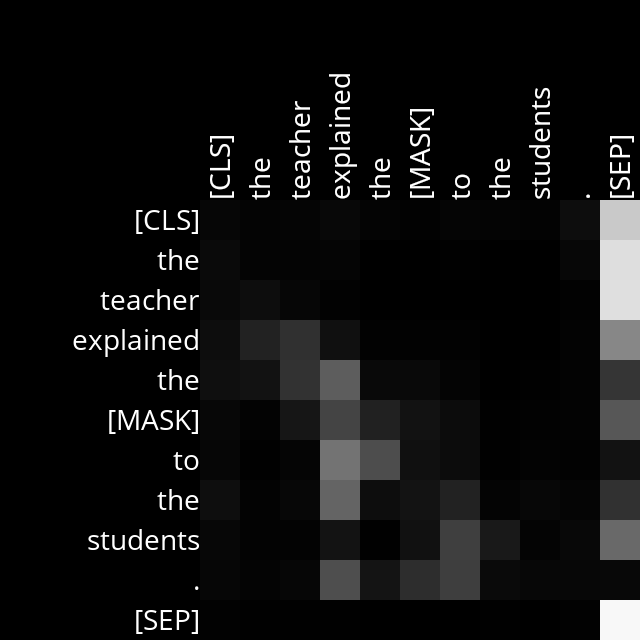 [CLS] the teacher explained the [MASK] to the students . [SEP]
[CLS]
the
teacher
explained
the
[MASK]
to
the
students
.
[SEP]